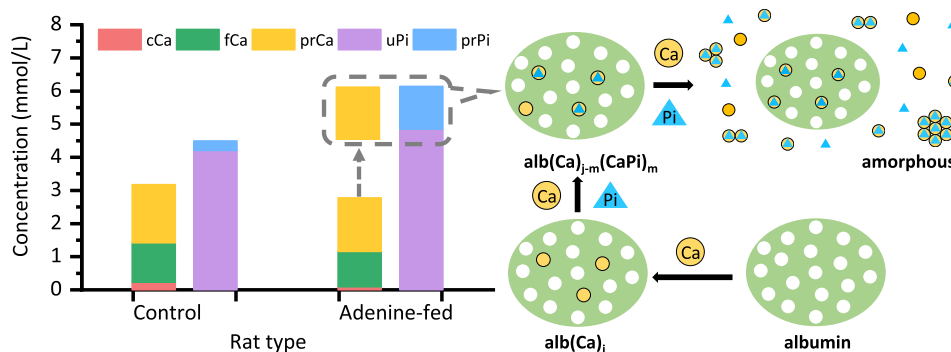 Concentration (mmol/L)
8
7
6
5
4
3
2
1
0
cCa
fCa
prCa
uPi
prPi
Control
Adenine-fed
Rat type
Ca
Pi
alb(Ca)j-m(CaPi)m
amorphous
Ca
Pi
Ca
alb(Ca)j
albumin